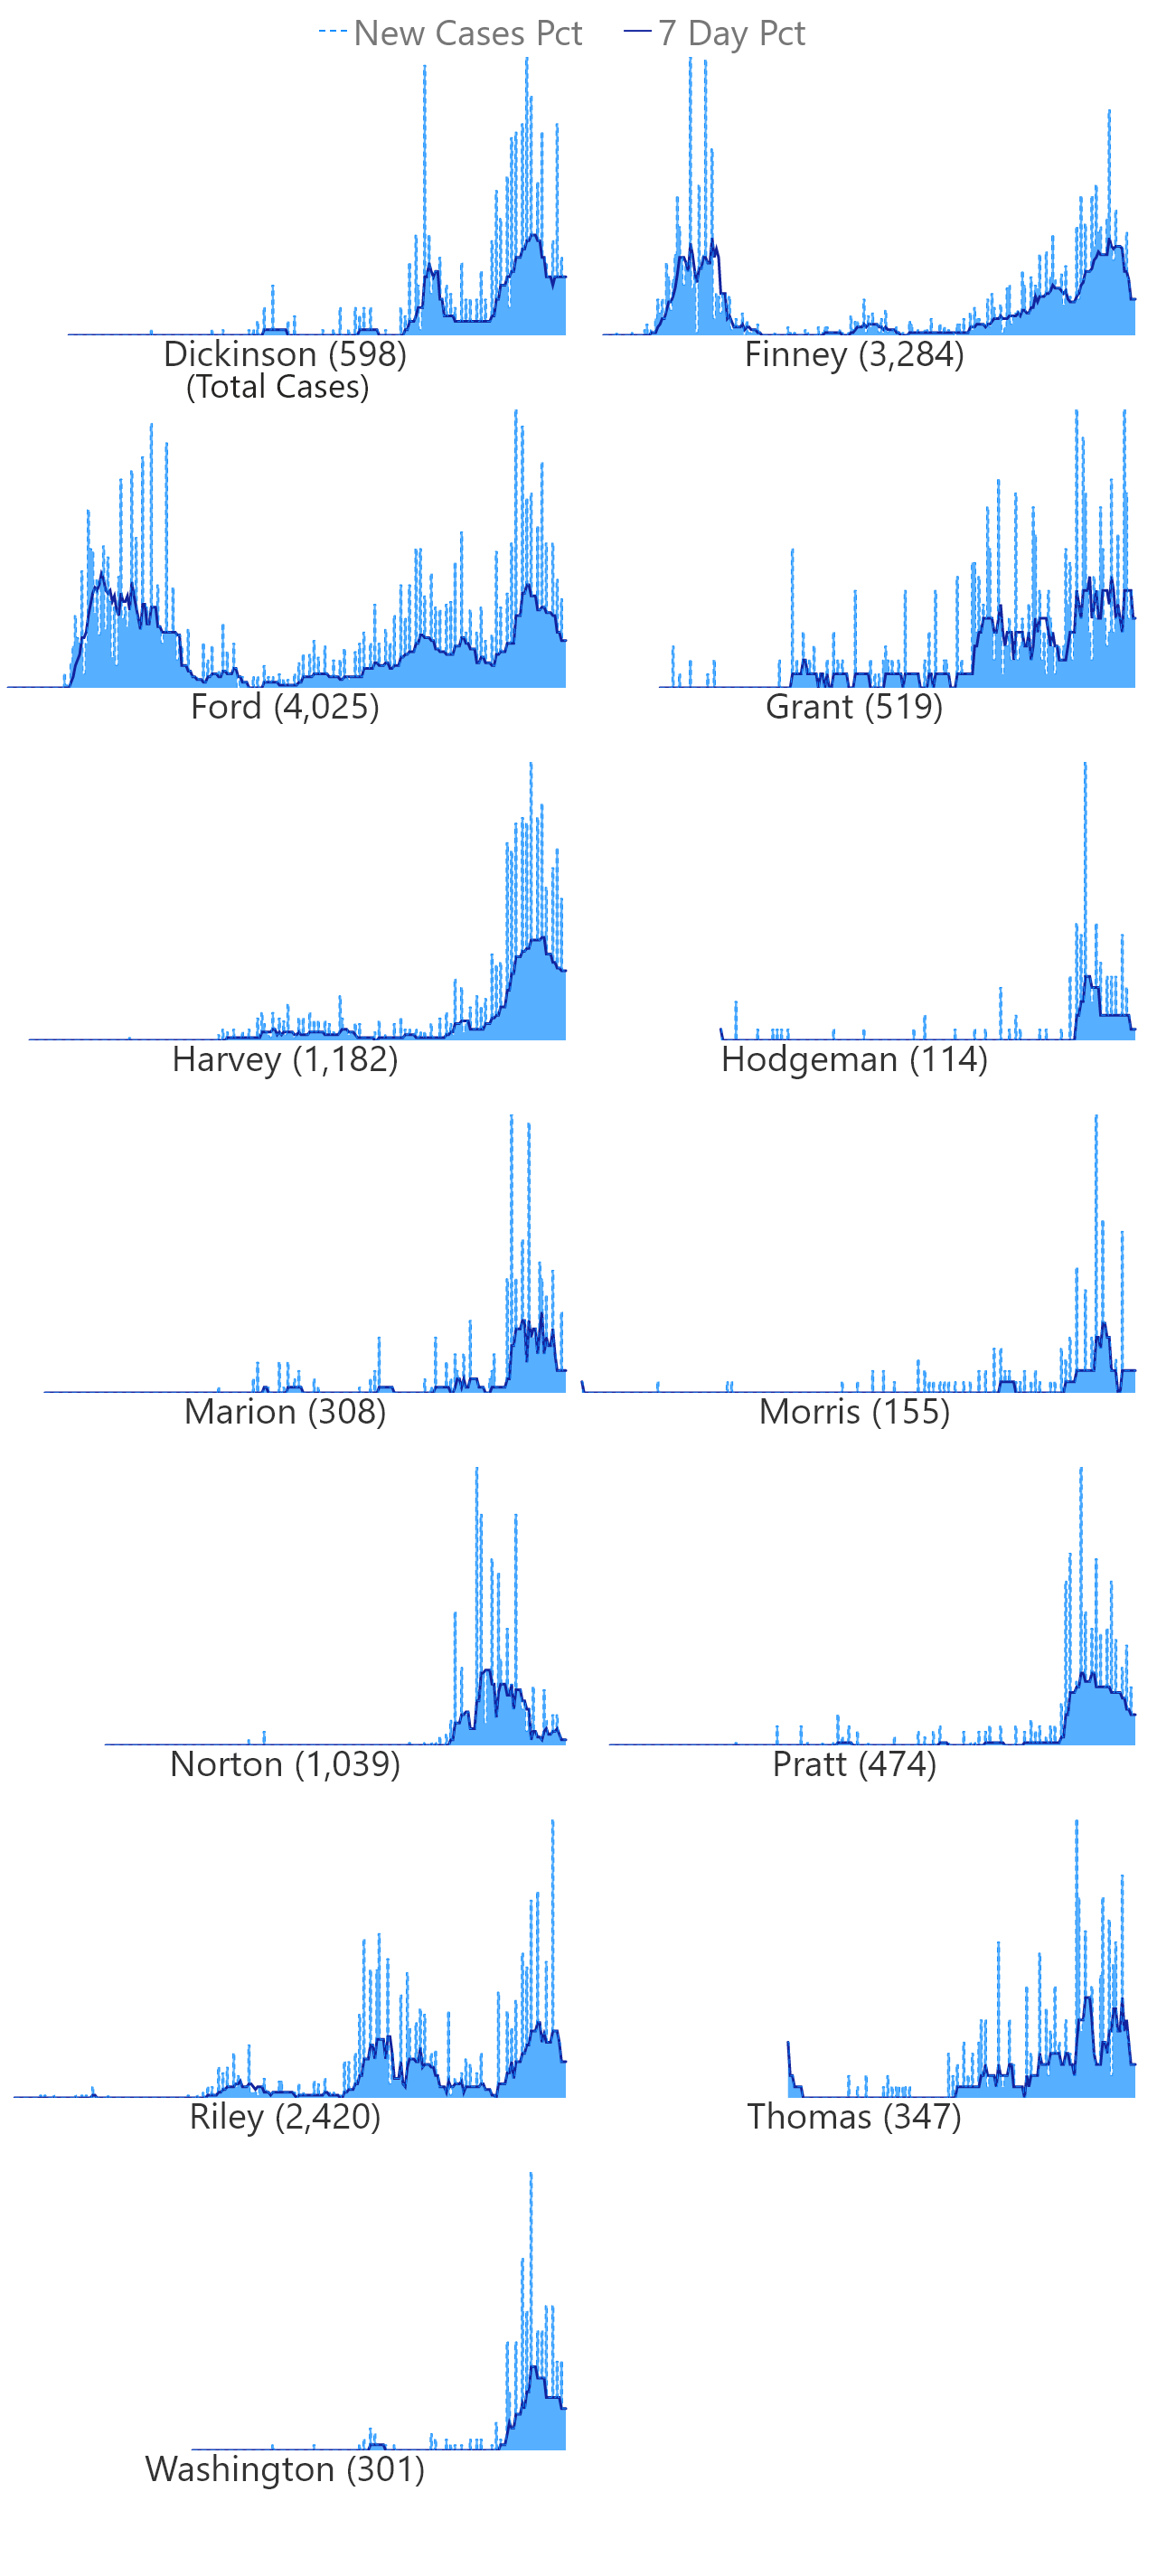 New Cases Pct 7 Day Pct
Dickinson (598) Finney (3,284)
(Total Cases)
Ford (4,025) Grant (519)
Harvey (1,182) Hodgeman (114)
Marion (308) Morris (155)
Norton (1,039) Pratt (474)
Riley (2,420) Thomas (347)
Washington (301)